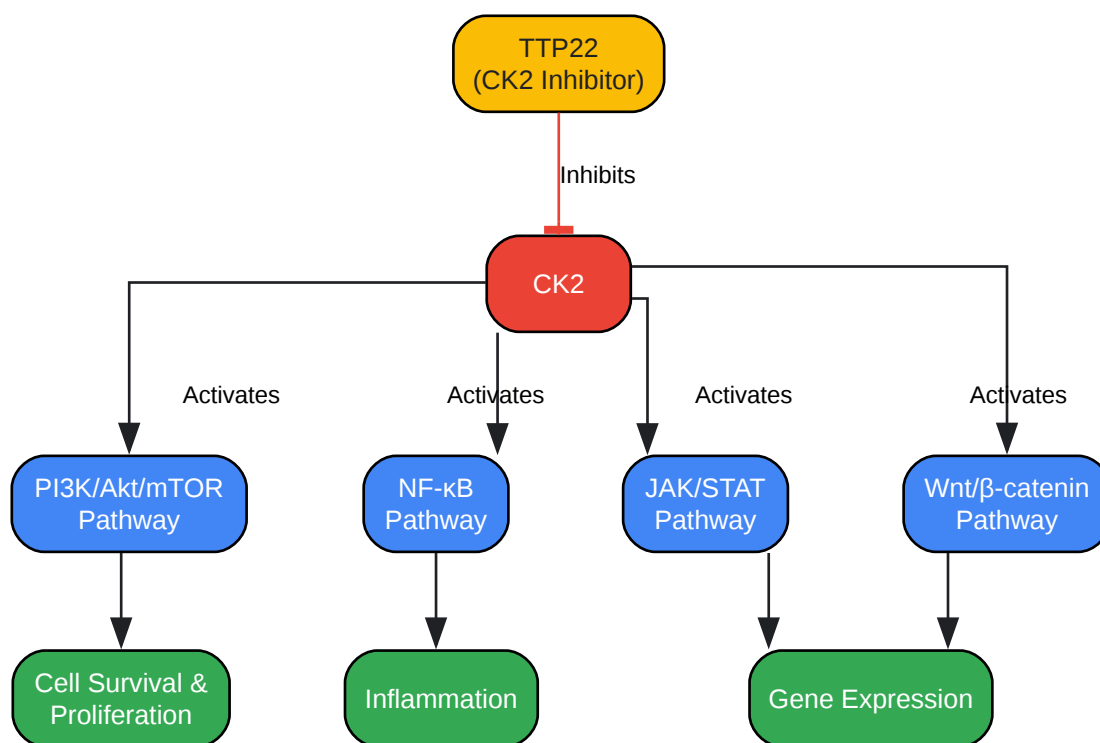 TTP22
(CK2 Inhibitor)
Inhibits
CK2
Activates
Activates
Activates
Activates
PI3K/Akt/mTOR
Pathway
NF-κB
Pathway
JAK/STAT
Pathway
Wnt/β-catenin
Pathway
Cell Survival &
Proliferation
Inflammation
Gene Expression